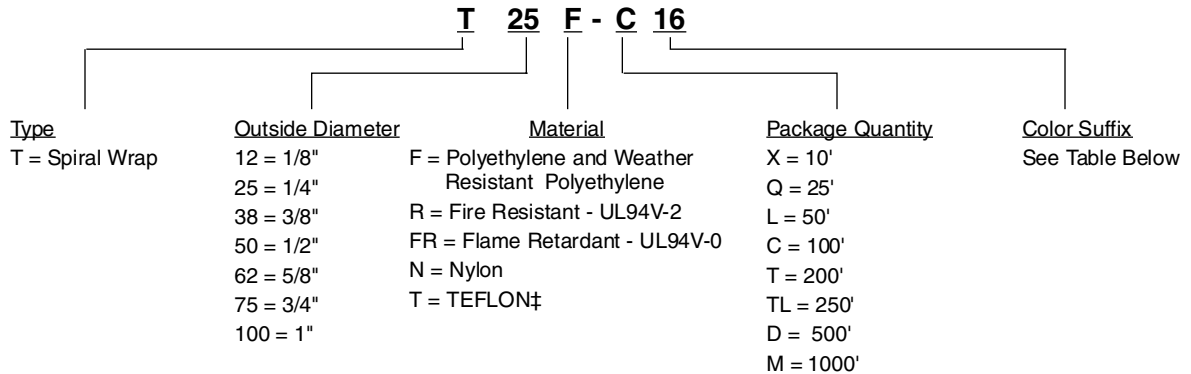 T 25 F - C 16
Type
T = Spiral Wrap
Outside Diameter
12 = 1/8"
25 = 1/4"
38 = 3/8"
50 = 1/2"
62 = 5/8"
75 = 3/4"
100 = 1"
Material
F = Polyethylene and Weather
Resistant Polyethylene
R = Fire Resistant - UL94V-2
FR = Flame Retardant - UL94V-0
N = Nylon
T = TEFLON‡
Package Quantity
X = 10'
Q = 25'
L = 50'
C = 100'
T = 200'
TL = 250'
D = 500'
M = 1000'
Color Suffix
See Table Below